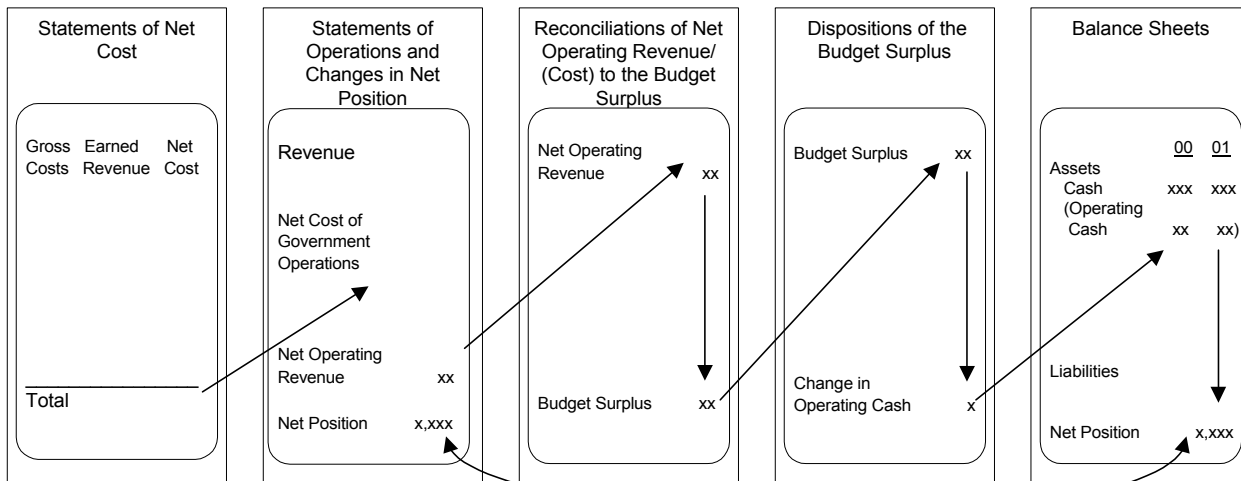 Statements of Net
Cost
Gross Earned Net
Costs Revenue Cost
Total
Statements of
Operations and
Changes in Net
Position
Revenue
Net Cost of
Government
Operations
Net Operating
Revenue xx
Net Position x,xxx
Reconciliations of Net
Operating Revenue/
(Cost) to the Budget
Surplus
Net Operating
Revenue xx
Budget Surplus xx
Dispositions of the
Budget Surplus
Budget Surplus xx
Change in
Operating Cash x
Balance Sheets
00 01
Assets
Cash xxx xxx
(Operating
Cash xx xx)
Liabilities
Net Position x,xxx